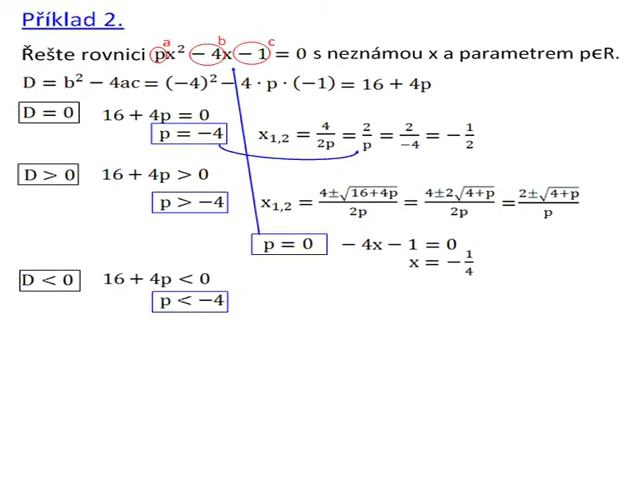 Příklad 2.
a b c
Řešte rovnici px² − 4x − 1 = 0 s neznámou x a parametrem p∈R.
D = b² − 4ac = (−4)² − 4 · p · (−1) = 16 + 4p
D = 0 16 + 4p = 0
p = −4 x₁,₂ = 4/2p = 2/p = 2/−4 = −1/2
D > 0 16 + 4p > 0
p > −4 x₁,₂ = 4±√16+4p/2p = 4±2√4+p/2p = 2±√4+p/p
p = 0 − 4x − 1 = 0
x = −1/4
D < 0 16 + 4p < 0
p < −4